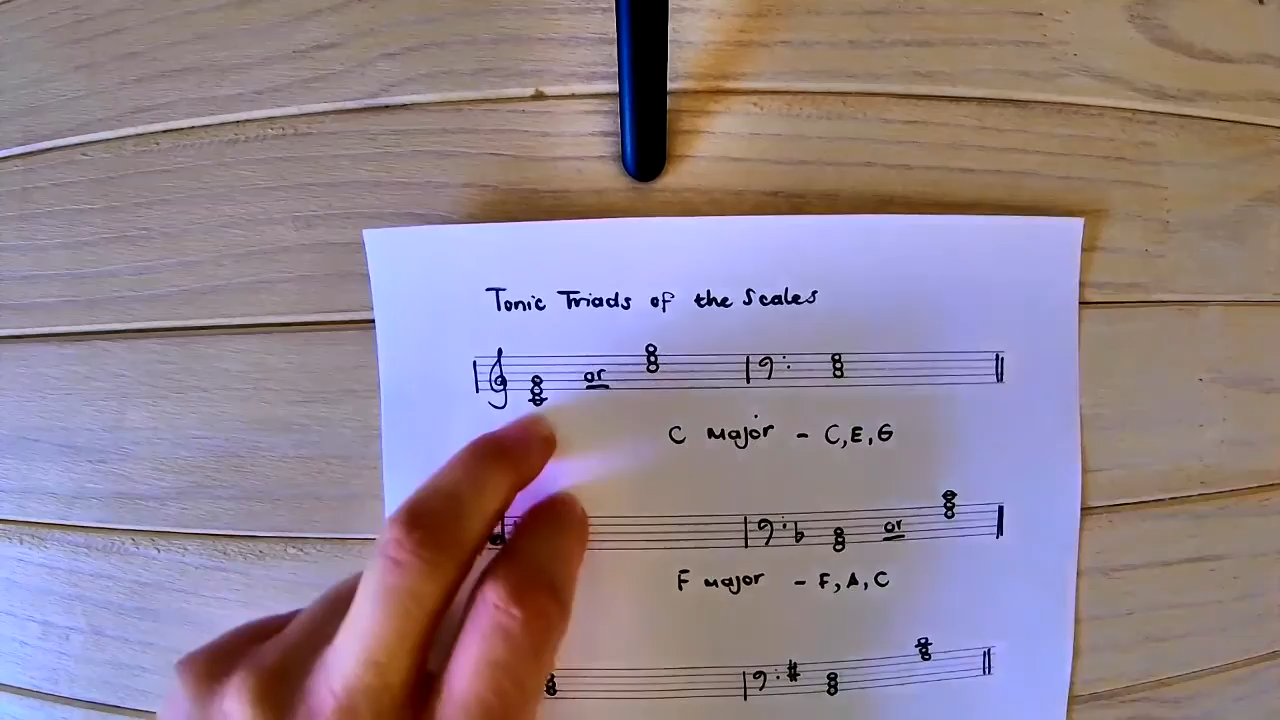 Tonic Triads of the Scales
or
C Major - C, E, G
or
F major - F, A, C